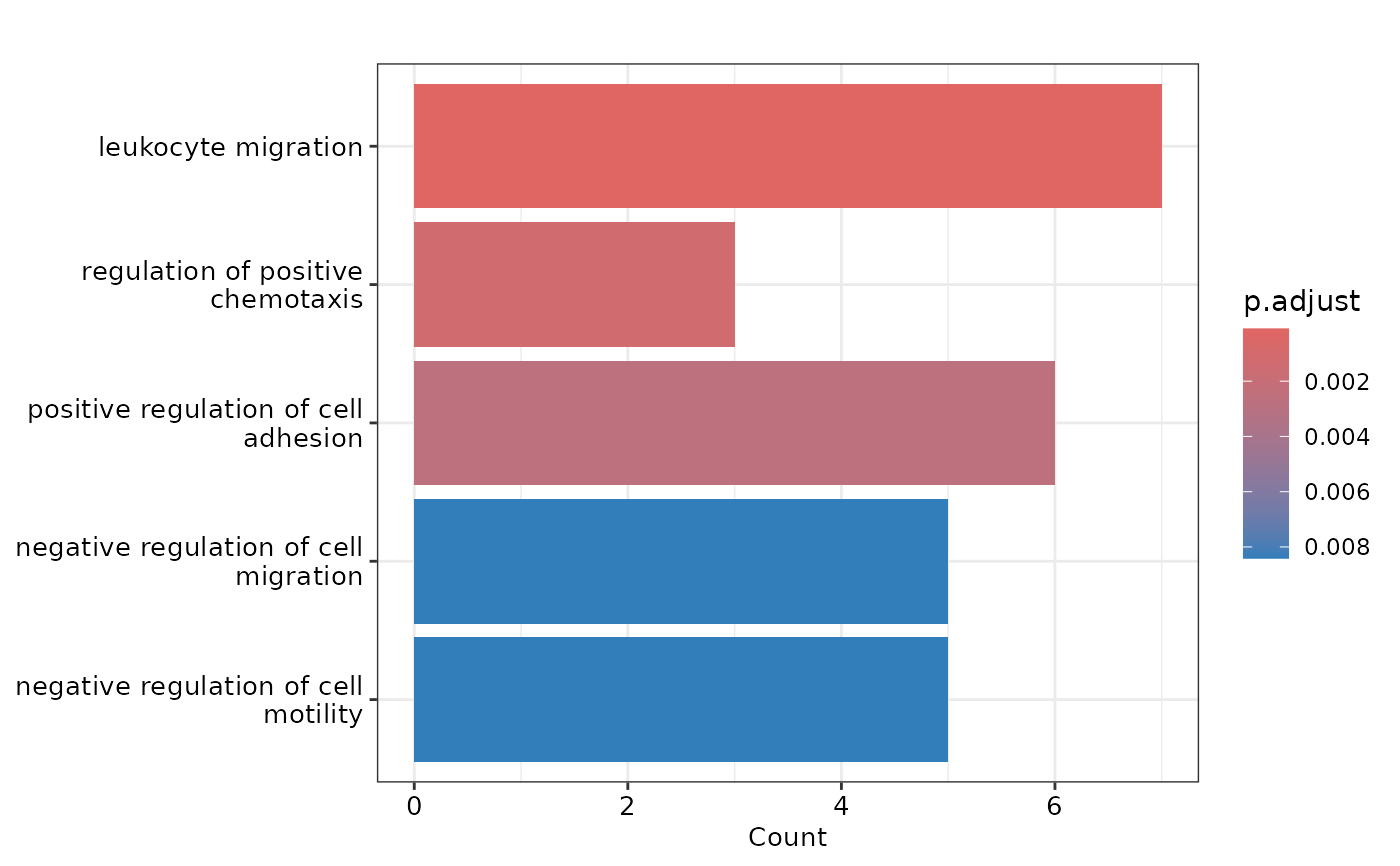 leukocyte migration
regulation of positive
chemotaxis
positive regulation of cell
adhesion
negative regulation of cell
migration
negative regulation of cell
motility
0 2 4 6
Count
p.adjust
0.002
0.004
0.006
0.008